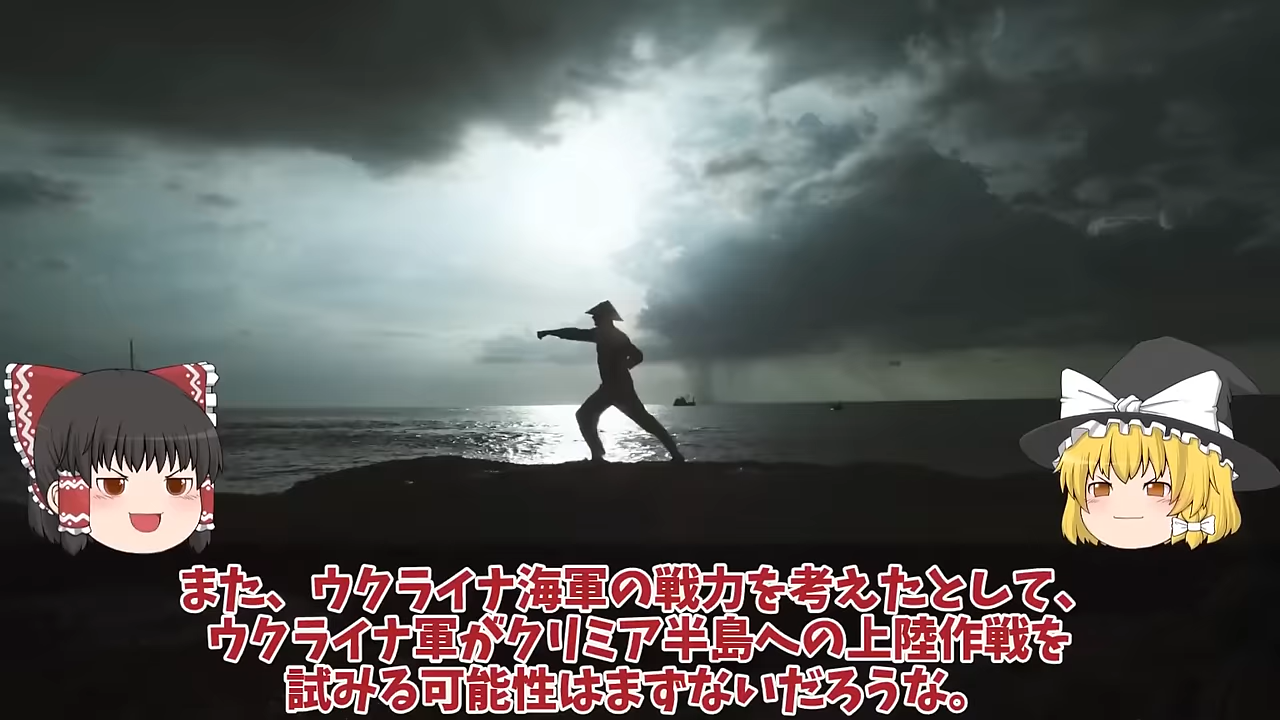 また、ウクライナ海軍の戦力を考えたとして、
ウクライナ軍がクリミア半島への上陸作戦を
試みる可能性はまずないだろうな。